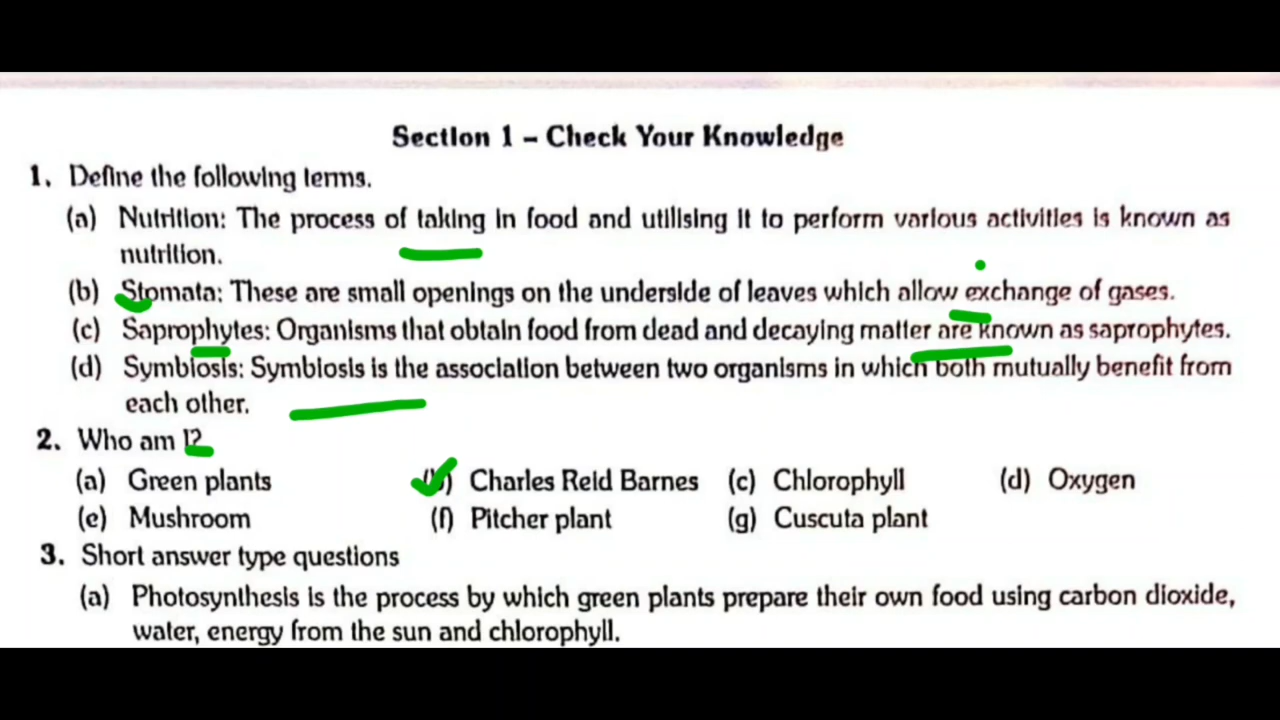 Section 1 – Check Your Knowledge
1. Define the following terms.
(a) Nutrition: The process of taking in food and utilising it to perform various activities is known as
nutrition.
(b) Stomata: These are small openings on the underside of leaves which allow exchange of gases.
(c) Saprophytes: Organisms that obtain food from dead and decaying matter are known as saprophytes.
(d) Symbiosis: Symbiosis is the association between two organisms in which both mutually benefit from
each other.
2. Who am I?
(a) Green plants (b) Charles Reid Barnes (c) Chlorophyll (d) Oxygen
(e) Mushroom (f) Pitcher plant (g) Cuscuta plant
3. Short answer type questions
(a) Photosynthesis is the process by which green plants prepare their own food using carbon dioxide,
water, energy from the sun and chlorophyll.